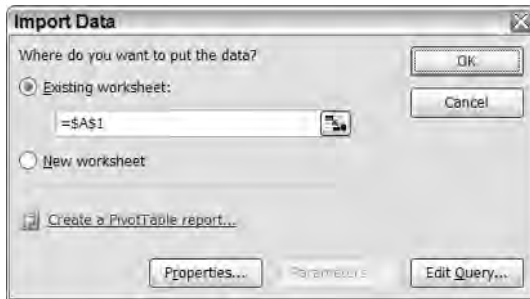 Import Data
Where do you want to put the data?
Existing worksheet:
=$A$1
New worksheet
Create a PivotTable report...
OK
Cancel
Properties...
Parameters
Edit Query...